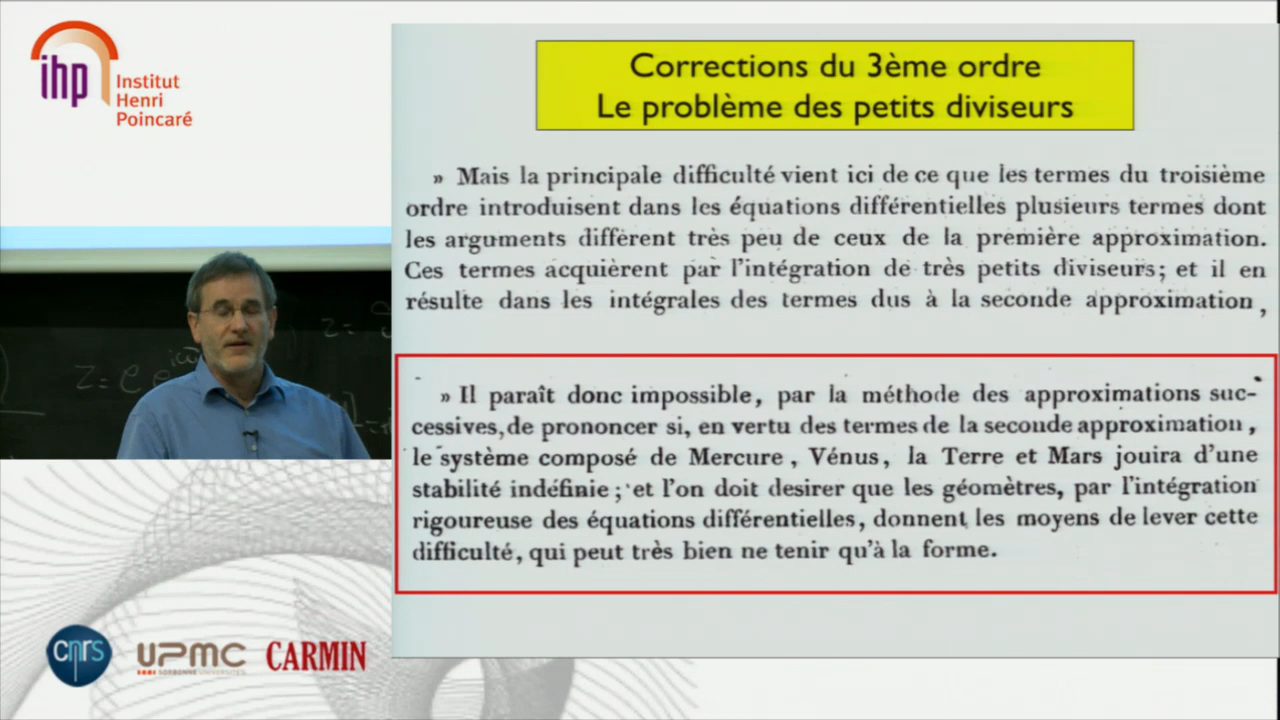 ihp
Institut
Henri
Poincaré
Corrections du 3ème ordre
Le problème des petits diviseurs
» Mais la principale difficulté vient ici de ce que les termes du troisième
ordre introduisent dans les équations différentielles plusieurs termes dont
les arguments diffèrent très peu de ceux de la première approximation.
Ces termes acquièrent par l'intégration de très petits diviseurs; et il en
résulte dans les intégrales des termes dus à la seconde approximation,
» Il paraît donc impossible, par la méthode des approximations suc-
cessives, de prononcer si, en vertu des termes de la seconde approximation,
le système composé de Mercure, Vénus, la Terre et Mars jouira d'une
stabilité indéfinie; et l'on doit desirer que les géomètres, par l'intégration
rigoureuse des équations différentielles, donnent les moyens de lever cette
difficulté, qui peut très bien ne tenir qu'à la forme.
z =
z = e e
cnrs
UPMC
SORBONNE UNIVERSITÉS
CARMIN